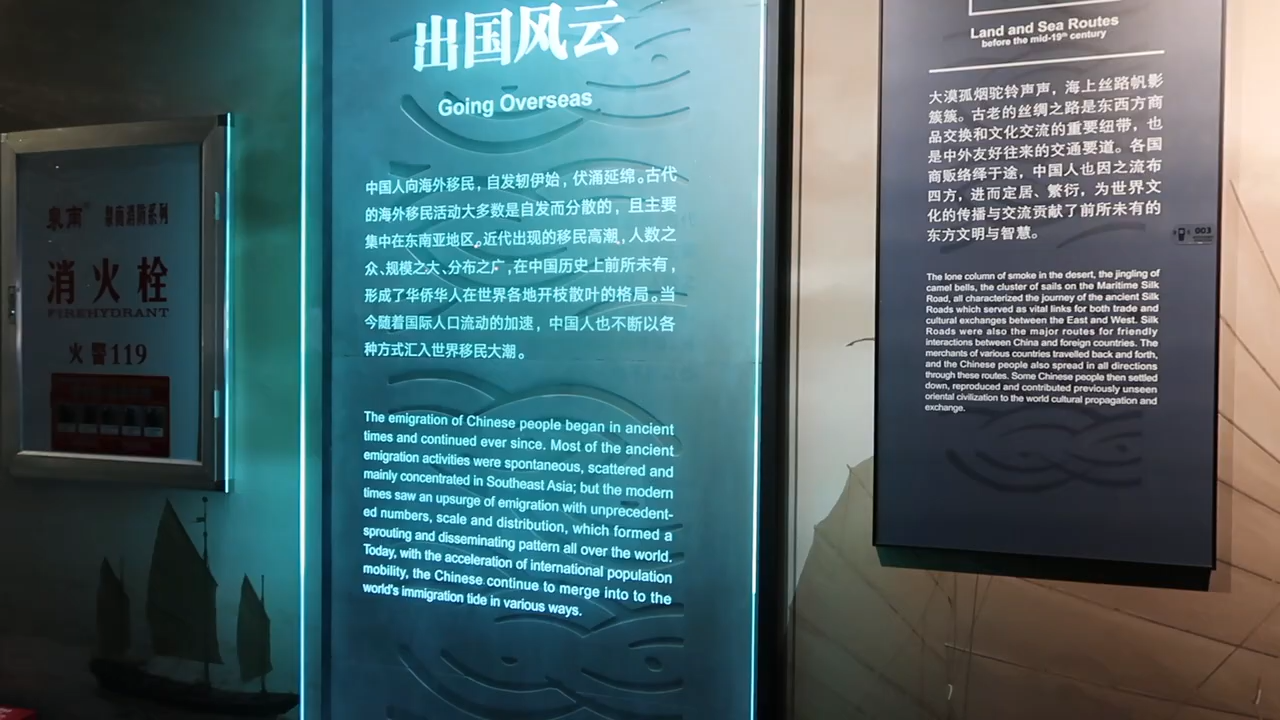 泉南 泉南消防系列
消火栓
FIREHYDRANT
火警119
出国风云
Going Overseas
中国人向海外移民，自发轫伊始，伏涌延绵。古代
的海外移民活动大多数是自发而分散的，且主要
集中在东南亚地区。近代出现的移民高潮，人数之
众、规模之大、分布之广，在中国历史上前所未有，
形成了华侨华人在世界各地开枝散叶的格局。当
今随着国际人口流动的加速，中国人也不断以各
种方式汇入世界移民大潮。
The emigration of Chinese people began in ancient
times and continued ever since. Most of the ancient
emigration activities were spontaneous, scattered and
mainly concentrated in Southeast Asia; but the modern
times saw an upsurge of emigration with unprecedent-
ed numbers, scale and distribution, which formed a
sprouting and disseminating pattern all over the world.
Today, with the acceleration of international population
mobility, the Chinese continue to merge into to the
world's immigration tide in various ways.
Land and Sea Routes
before the mid-19th century
大漠孤烟驼铃声声，海上丝路帆影
簇簇。古老的丝绸之路是东西方商
品交换和文化交流的重要纽带，也
是中外友好往来的交通要道。各国
商贩络绎于途，中国人也因之流布
四方，进而定居、繁衍，为世界文
化的传播与交流贡献了前所未有的
东方文明与智慧。
The lone column of smoke in the desert, the jingling of
camel bells, the cluster of sails on the Maritime Silk
Road, all characterized the journey of the ancient Silk
Roads which served as vital links for both trade and
cultural exchanges between the East and West. Silk
Roads were also the major routes for friendly
interactions between China and foreign countries. The
merchants of various countries travelled back and forth,
and the Chinese people also spread in all directions
through these routes. Some Chinese people then settled
down, reproduced and contributed previously unseen
oriental civilization to the world cultural propagation and
exchange.
003